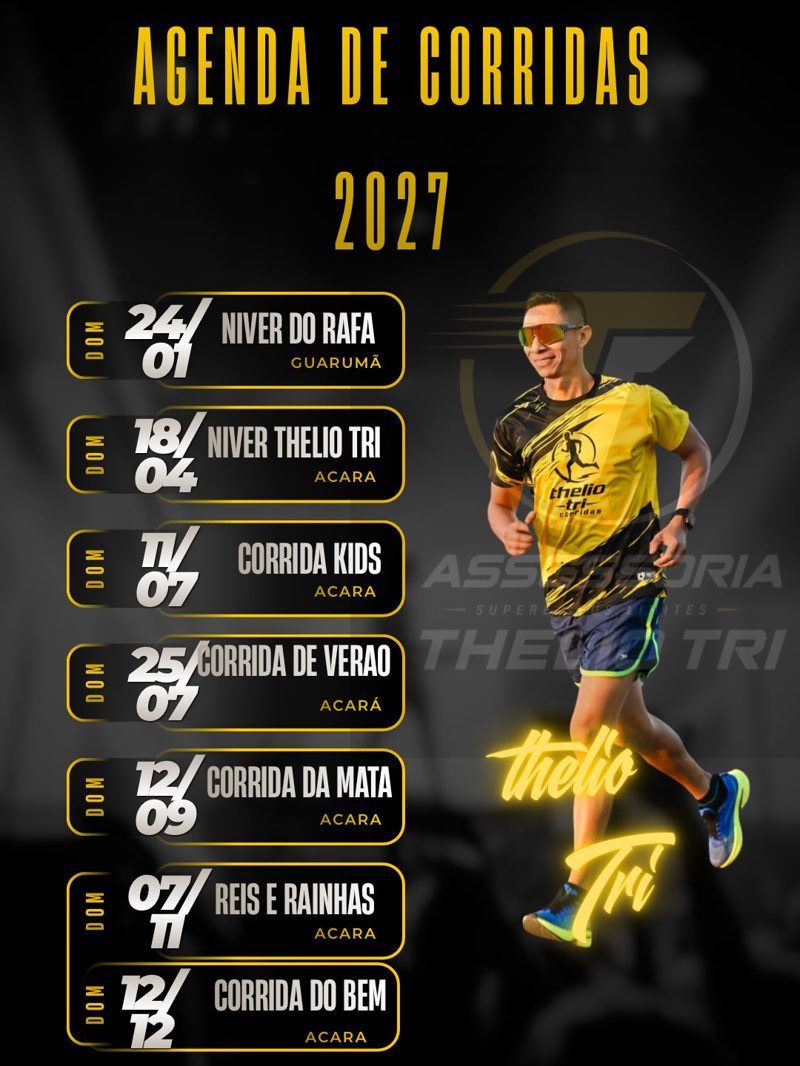 AGENDA DE CORRIDAS
2027
DOM
24/
01
NIVER DO RAFA
GUARUMÃ
DOM
18/
04
NIVER THELIO TRI
ACARA
DOM
11/
07
CORRIDA KIDS
ACARA
DOM
25/
07
CORRIDA DE VERAO
ACARÁ
DOM
12/
09
CORRIDA DA MATA
ACARA
DOM
07/
11
REIS E RAINHAS
ACARA
DOM
12/
12
CORRIDA DO BEM
ACARA
thelio
tri
corridas
ASSESSORIA
THELIO TRI
thelio
Tri